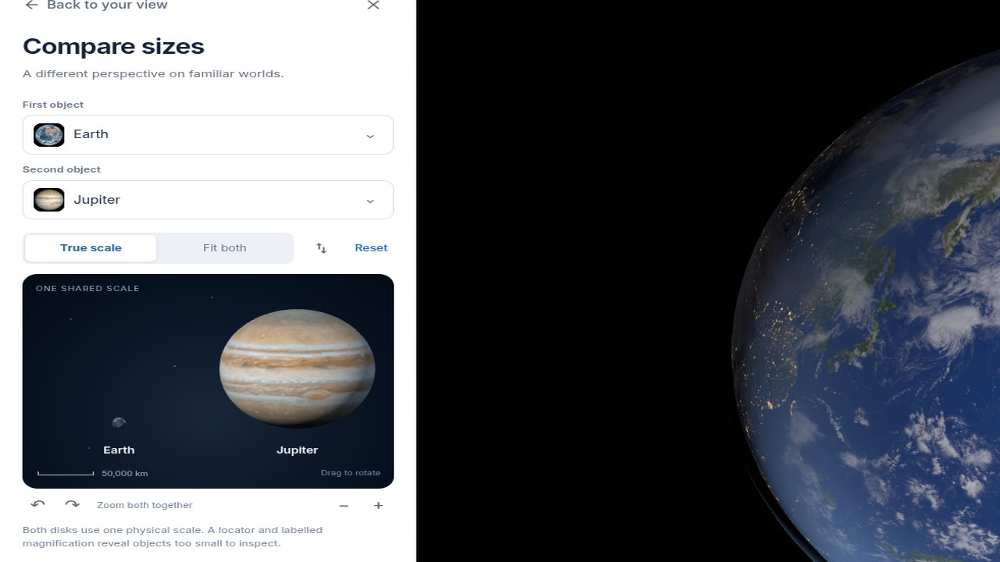 Back to your view
Compare sizes
A different perspective on familiar worlds.
First object
Earth
Second object
Jupiter
True scale
Fit both
Reset
ONE SHARED SCALE
Earth
Jupiter
50,000 km
Drag to rotate
Zoom both together
Both disks use one physical scale. A locator and labelled
magnification reveal objects too small to inspect.